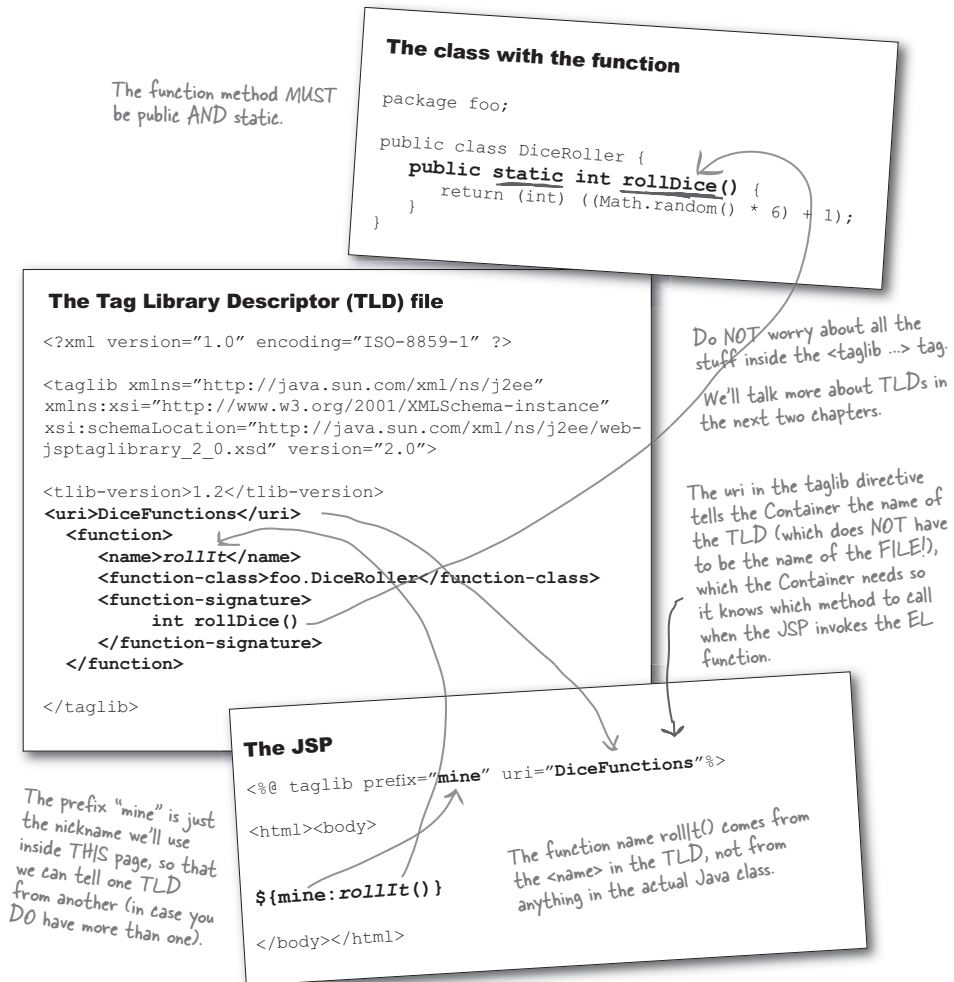 The class with the function
The function method MUST
be public AND static.
package foo;
public class DiceRoller {
public static int rollDice() {
return (int) ((Math.random() * 6) + 1);
}
}
The Tag Library Descriptor (TLD) file
<?xml version="1.0" encoding="ISO-8859-1" ?>
<taglib xmlns="http://java.sun.com/xml/ns/j2ee"
xmlns:xsi="http://www.w3.org/2001/XMLSchema-instance"
xsi:schemaLocation="http://java.sun.com/xml/ns/j2ee/web-
jsptaglibrary_2_0.xsd" version="2.0">
<tlib-version>1.2</tlib-version>
<uri>DiceFunctions</uri>
<function>
<name>rollIt</name>
<function-class>foo.DiceRoller</function-class>
<function-signature>
int rollDice()
</function-signature>
</function>
</taglib>
Do NOT worry about all the
stuff inside the <taglib ...> tag.
We'll talk more about TLDs in
the next two chapters.
The uri in the taglib directive
tells the Container the name of
the TLD (which does NOT have
to be the name of the FILE!),
which the Container needs so
it knows which method to call
when the JSP invokes the EL
function.
The JSP
<%@ taglib prefix="mine" uri="DiceFunctions"%>
<html><body>
${mine:rollIt()}
</body></html>
The function name rollIt() comes from
the <name> in the TLD, not from
anything in the actual Java class.
The prefix "mine" is just
the nickname we'll use
inside THIS page, so that
we can tell one TLD
from another (in case you
DO have more than one).